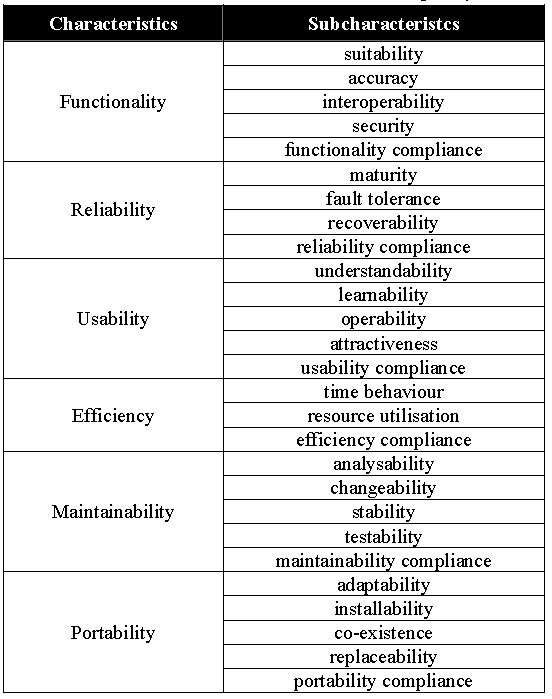 Characteristics Subcharacteristcs
Functionality
suitability
accuracy
interoperability
security
functionality compliance
Reliability
maturity
fault tolerance
recoverability
reliability compliance
Usability
understandability
learnability
operability
attractiveness
usability compliance
Efficiency
time behaviour
resource utilisation
efficiency compliance
Maintainability
analysability
changeability
stability
testability
maintainability compliance
Portability
adaptability
installability
co-existence
replaceability
portability compliance